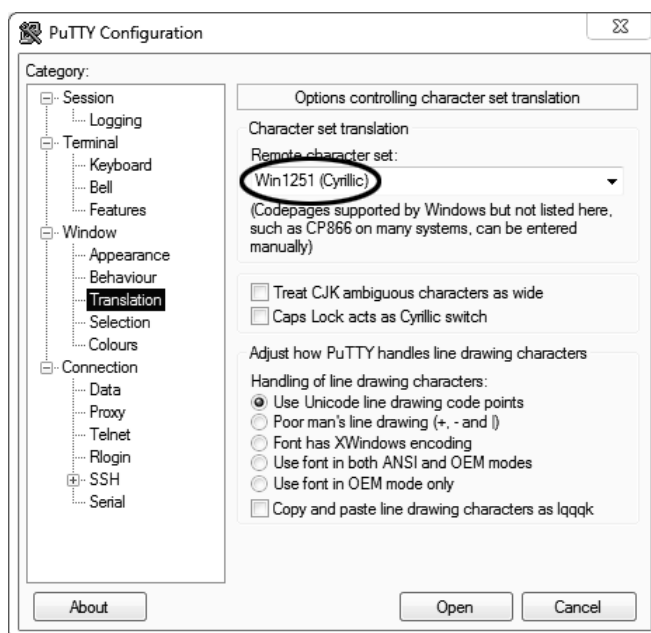 PuTTY Configuration
Category:
Session
Logging
Terminal
Keyboard
Bell
Features
Window
Appearance
Behaviour
Translation
Selection
Colours
Connection
Data
Proxy
Telnet
Rlogin
SSH
Serial
Options controlling character set translation
Character set translation
Remote character set:
Win1251 (Cyrillic)
(Codepages supported by Windows but not listed here,
such as CP866 on many systems, can be entered
manually)
Treat CJK ambiguous characters as wide
Caps Lock acts as Cyrillic switch
Adjust how PuTTY handles line drawing characters
Handling of line drawing characters:
Use Unicode line drawing code points
Poor man's line drawing (+, - and |)
Font has XWindows encoding
Use font in both ANSI and OEM modes
Use font in OEM mode only
Copy and paste line drawing characters as lqqqk
About
Open
Cancel